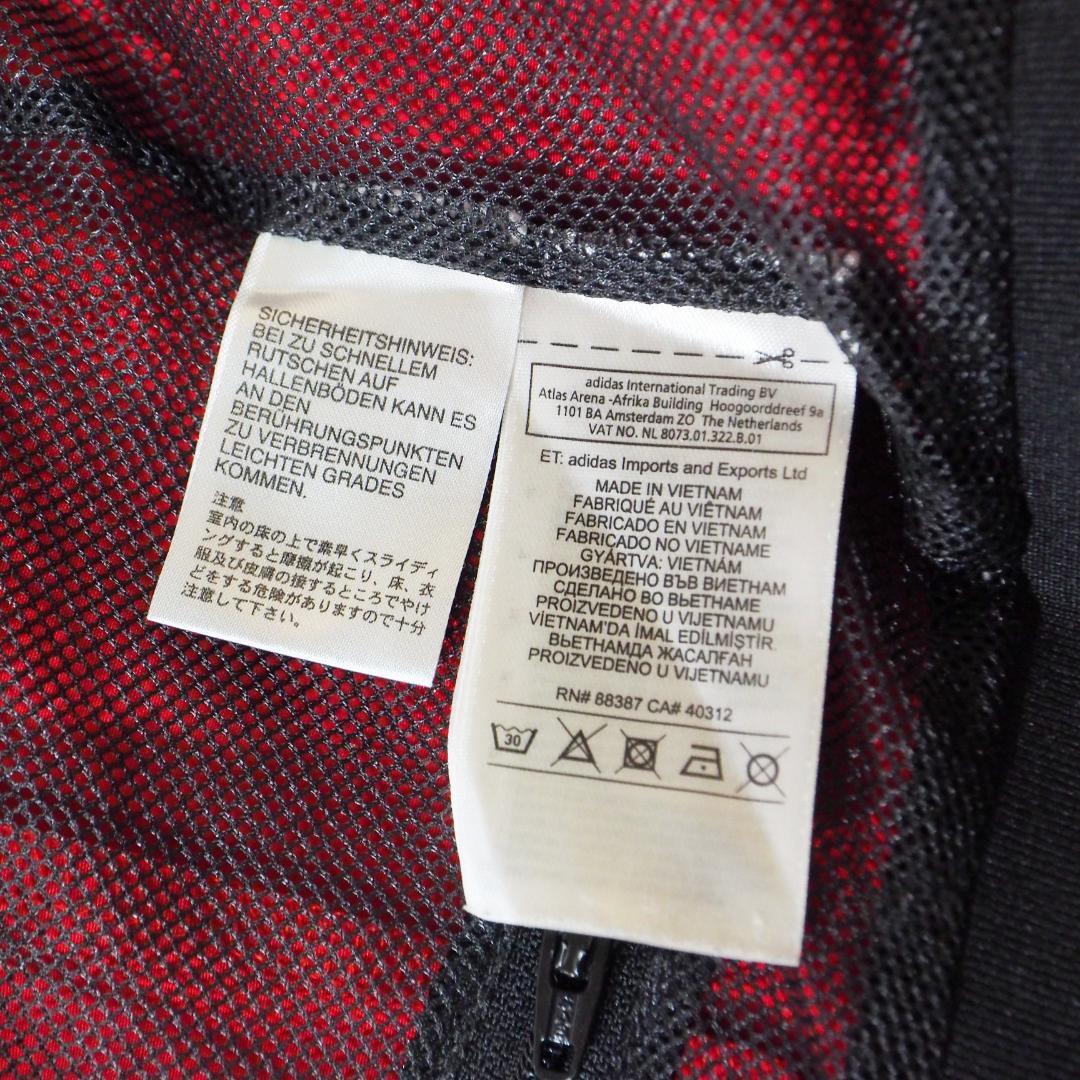 SICHERHEITSHINWEIS:
BEI ZU SCHNELLEM
RUTSCHEN AUF
HALLENBÖDEN KANN ES
AN DEN
BERÜHRUNGSPUNKTEN
ZU VERBRENNUNGEN
LEICHTEN GRADES
KOMMEN.
注意
室内の床の上で素早くスライディ
ングすると摩擦が起こり、床、衣
服及び皮膚の接するところでやけ
どをする危険がありますので十分
注意して下さい。
adidas International Trading BV
Atlas Arena -Afrika Building Hoogoorddreef 9a
1101 BA Amsterdam ZO The Netherlands
VAT NO. NL 8073.01.322.B.01
ET: adidas Imports and Exports Ltd
MADE IN VIETNAM
FABRIQUÉ AU VIÊTNAM
FABRICADO EN VIETNAM
FABRICADO NO VIETNAME
GYÁRTVA: VIETNÁM
ПРОИЗВЕДЕНО ВЪВ ВИЕТНАМ
СДЕЛАНО ВО ВЬЕТНАМЕ
PROIZVEDENO U VIJETNAMU
VİETNAM'DA İMAL EDİLMİŞTİR.
ВЬЕТНАМДА ЖАСАЛҒАН
PROIZVEDENO U VIJETNAMU
RN# 88387 CA# 40312
30